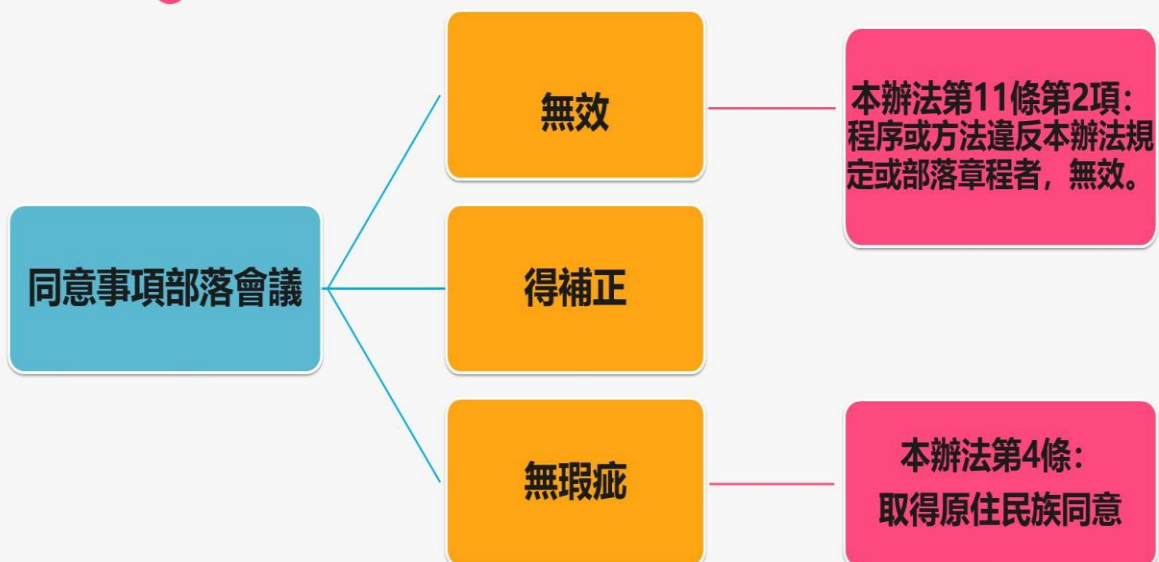 同意事項部落會議
無效
得補正
無瑕疵
本辦法第11條第2項：
程序或方法違反本辦法規
定或部落章程者，無效。
本辦法第4條：
取得原住民族同意